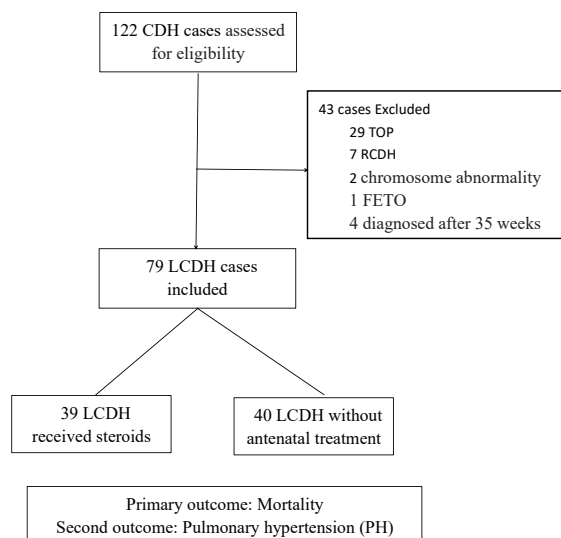 122 CDH cases assessed
for eligibility
43 cases Excluded
29 TOP
7 RCDH
2 chromosome abnormality
1 FETO
4 diagnosed after 35 weeks
79 LCDH cases
included
39 LCDH
received steroids
40 LCDH without
antenatal treatment
Primary outcome: Mortality
Second outcome: Pulmonary hypertension (PH)